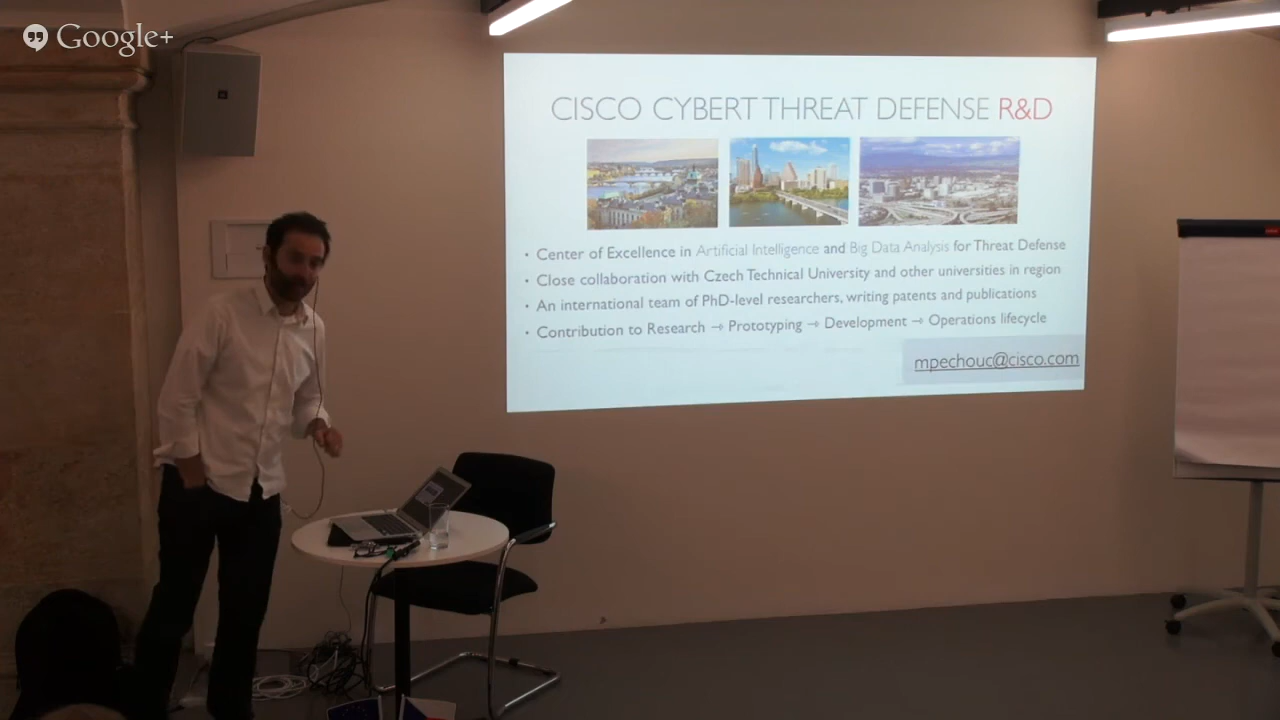 Google+
CISCO CYBERT THREAT DEFENSE R&D
• Center of Excellence in Artificial Intelligence and Big Data Analysis for Threat Defense
• Close collaboration with Czech Technical University and other universities in region
• An international team of PhD-level researchers, writing patents and publications
• Contribution to Research → Prototyping → Development → Operations lifecycle
mpechouc@cisco.com